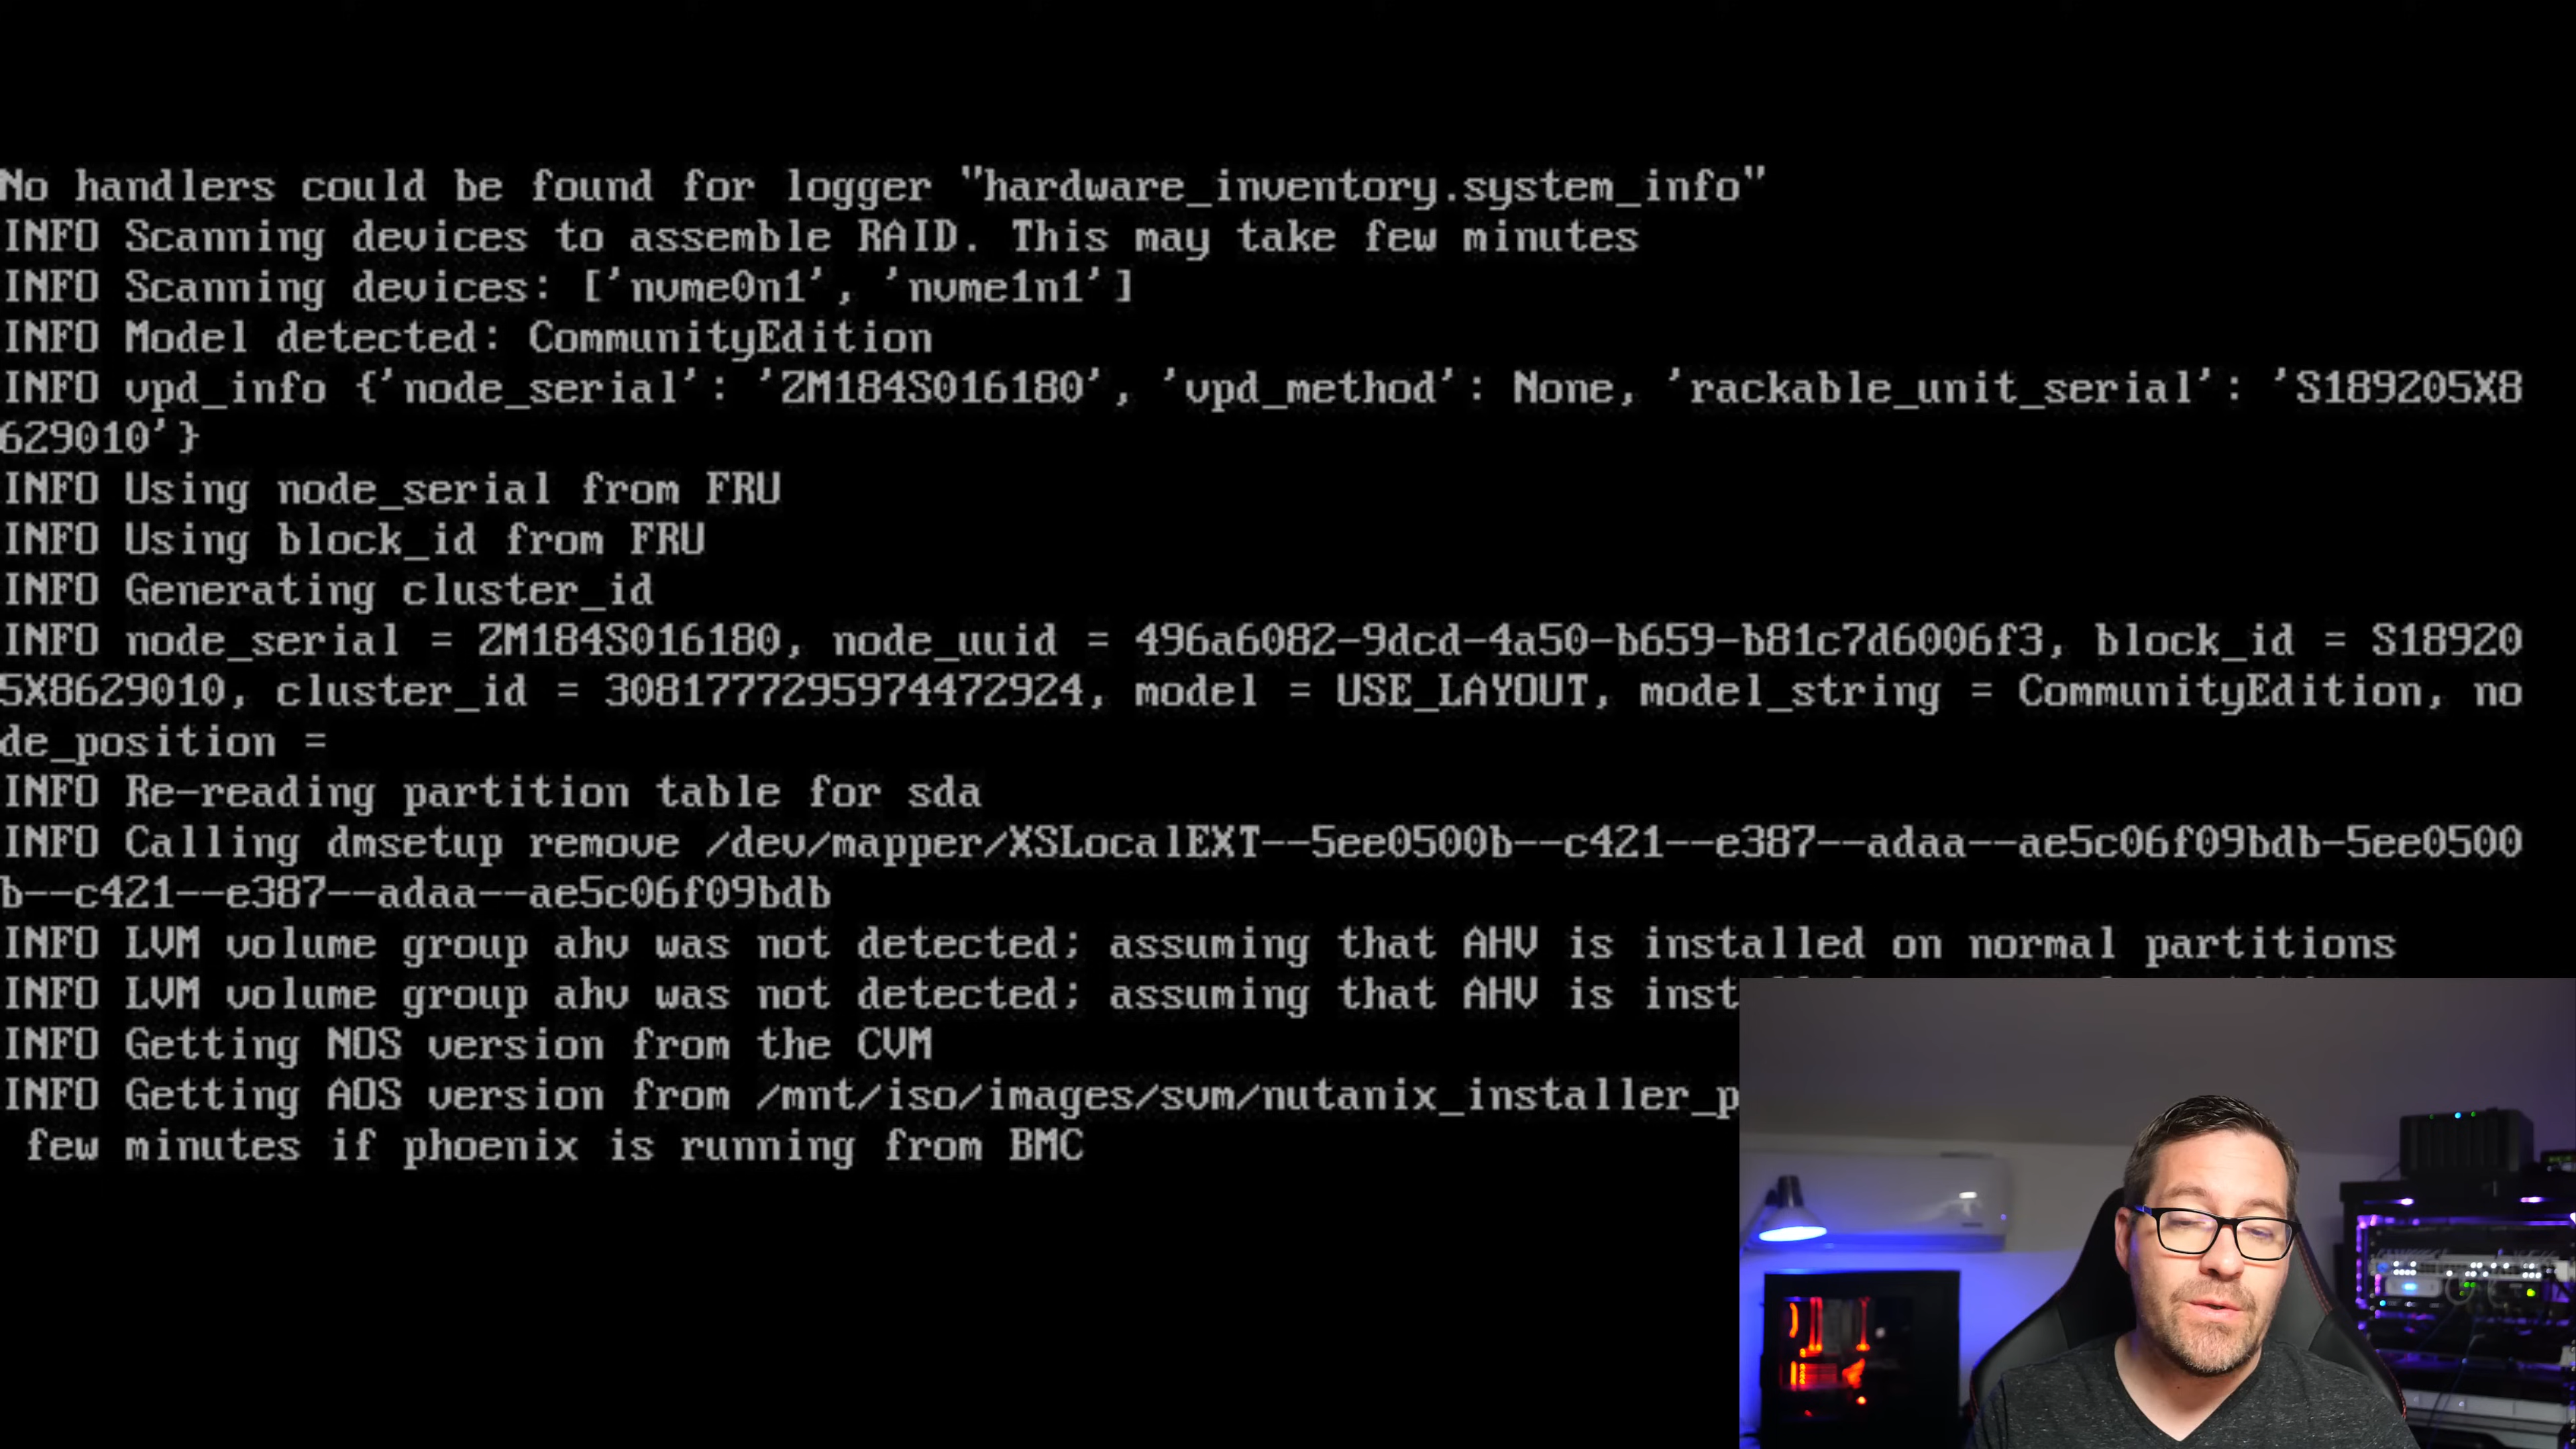 No handlers could be found for logger "hardware_inventory.system_info"
INFO Scanning devices to assemble RAID. This may take few minutes
INFO Scanning devices: ['nvme0n1', 'nvme1n1']
INFO Model detected: CommunityEdition
INFO vpd_info {'node_serial': 'ZM184S016180', 'vpd_method': None, 'rackable_unit_serial': 'S189205X8
629010'}
INFO Using node_serial from FRU
INFO Using block_id from FRU
INFO Generating cluster_id
INFO node_serial = ZM184S016180, node_uuid = 496a6082-9dcd-4a50-b659-b81c7d6006f3, block_id = S18920
5X8629010, cluster_id = 3081777295974472924, model = USE_LAYOUT, model_string = CommunityEdition, no
de_position =
INFO Re-reading partition table for sda
INFO Calling dmsetup remove /dev/mapper/XSLocalEXT--5ee0500b--c421--e387--adaa--ae5c06f09bdb-5ee0500
b--c421--e387--adaa--ae5c06f09bdb
INFO LVM volume group ahv was not detected; assuming that AHV is installed on normal partitions
INFO LVM volume group ahv was not detected; assuming that AHV is inst
INFO Getting NOS version from the CVM
INFO Getting AOS version from /mnt/iso/images/svm/nutanix_installer_p
few minutes if phoenix is running from BMC